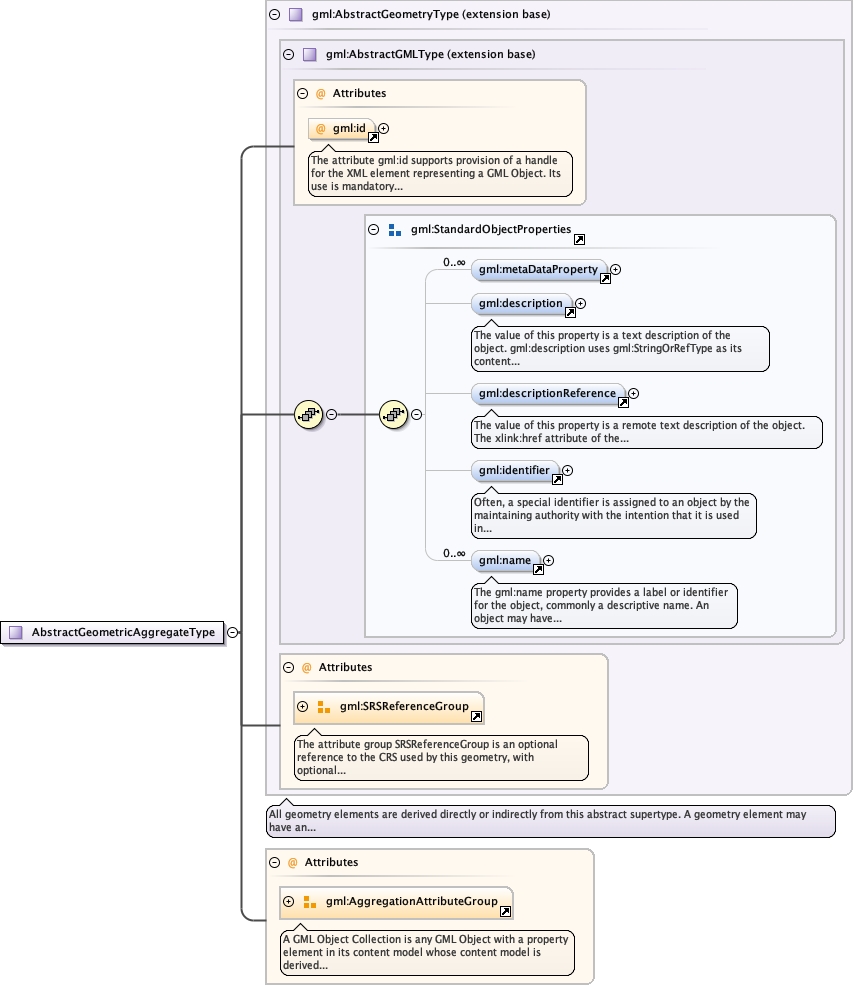 gml:AbstractGeometryType (extension base)
gml:AbstractGMLType (extension base)
@ Attributes
@ gml:id
The attribute gml:id supports provision of a handle
for the XML element representing a GML Object. Its
use is mandatory...
gml:StandardObjectProperties
0..∞
gml:metaDataProperty
gml:description
The value of this property is a text description of the
object. gml:description uses gml:StringOrRefType as its
content...
gml:descriptionReference
The value of this property is a remote text description of the object.
The xlink:href attribute of the...
gml:identifier
Often, a special identifier is assigned to an object by the
maintaining authority with the intention that it is used
in...
0..∞
gml:name
The gml:name property provides a label or identifier
for the object, commonly a descriptive name. An
object may have...
AbstractGeometricAggregateType
@ Attributes
gml:SRSReferenceGroup
The attribute group SRSReferenceGroup is an optional
reference to the CRS used by this geometry, with
optional...
All geometry elements are derived directly or indirectly from this abstract supertype. A geometry element may
have an...
@ Attributes
gml:AggregationAttributeGroup
A GML Object Collection is any GML Object with a property
element in its content model whose content model is
derived...